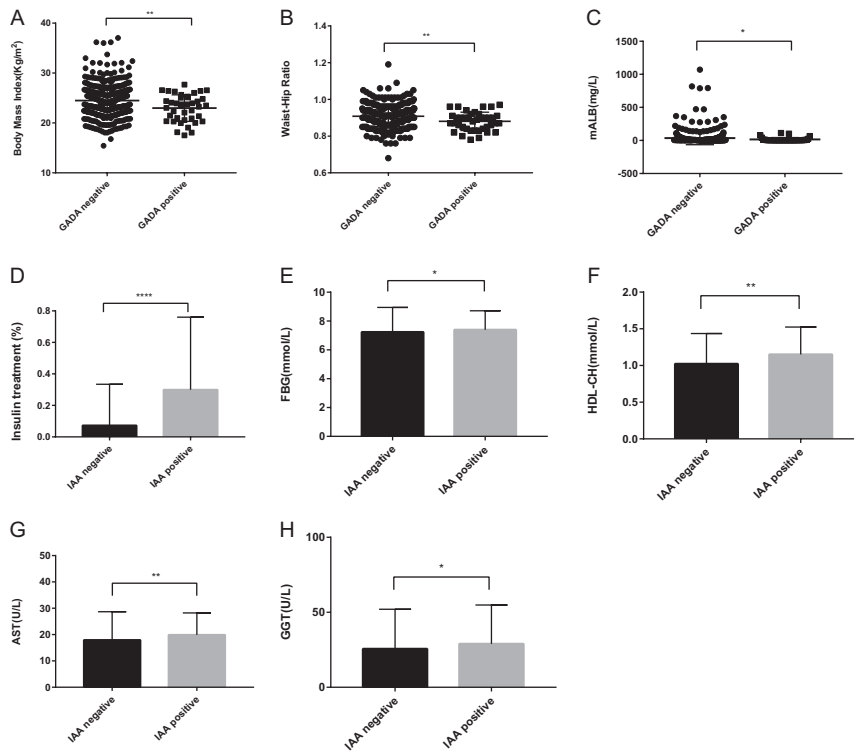 A
**
Body Mass Index(Kg/m²)
40
30
20
10
GADA negative
GADA positive
B
**
Waist-Hip Ratio
1.4
1.2
1.0
0.8
0.6
GADA negative
GADA positive
C
*
mALB(mg/L)
1500
1000
500
0
-500
GADA negative
GADA positive
D
****
Insulin treatment (%)
0.8
0.6
0.4
0.2
0.0
IAA negative
IAA positive
E
*
FBG(mmol/L)
10
8
6
4
2
0
IAA negative
IAA positive
F
**
HDL-CH(mmol/L)
2.0
1.5
1.0
0.5
0.0
IAA negative
IAA positive
G
**
AST(U/L)
50
40
30
20
10
0
IAA negative
IAA positive
H
*
GGT(U/L)
100
50
0
IAA negative
IAA positive